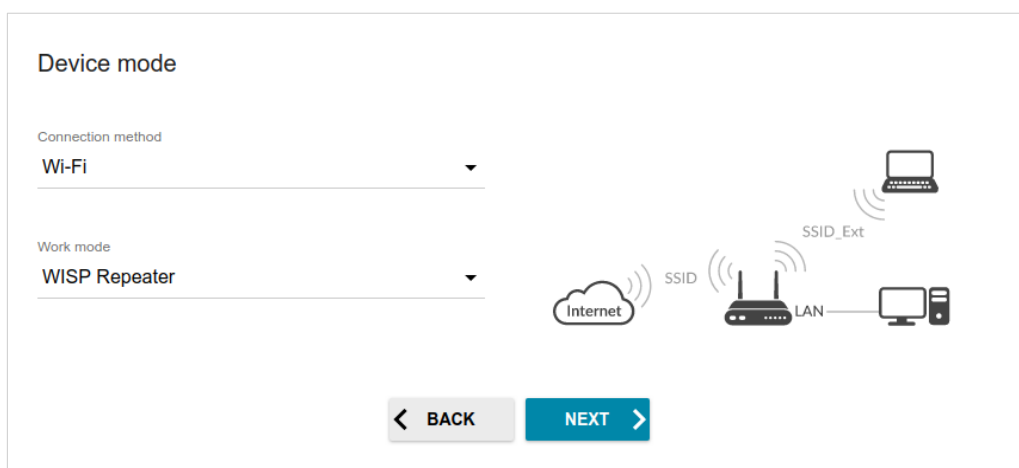 Device mode
Connection method
Wi-Fi
Work mode
WISP Repeater
SSID_Ext
SSID
Internet
LAN
BACK
NEXT